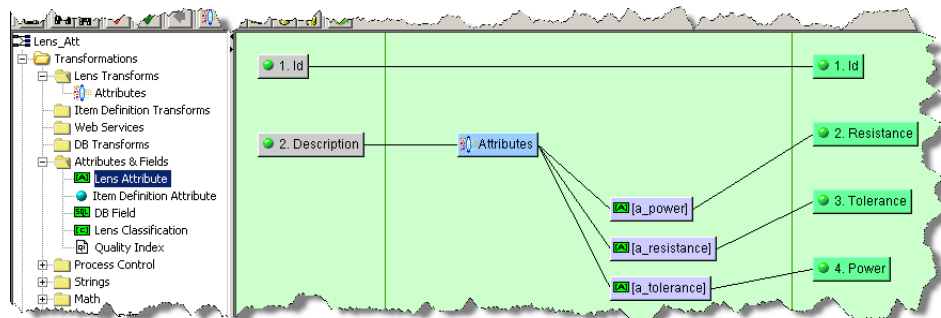 Lens_Att
Transformations
Lens Transforms
Attributes
Item Definition Transforms
Web Services
DB Transforms
Attributes & Fields
Lens Attribute
Item Definition Attribute
DB Field
Lens Classification
Quality Index
Process Control
Strings
Math
1. Id
1. Id
2. Description
Attributes
2. Resistance
[a_power]
3. Tolerance
[a_resistance]
4. Power
[a_tolerance]